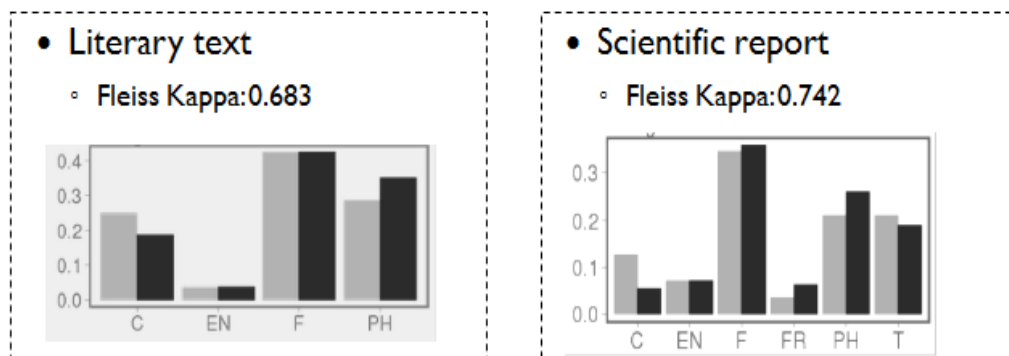 • Literary text
◦ Fleiss Kappa:0.683
0.4
0.3
0.2
0.1
0.0
C EN F PH
• Scientific report
◦ Fleiss Kappa:0.742
0.3
0.2
0.1
0.0
C EN F FR PH T